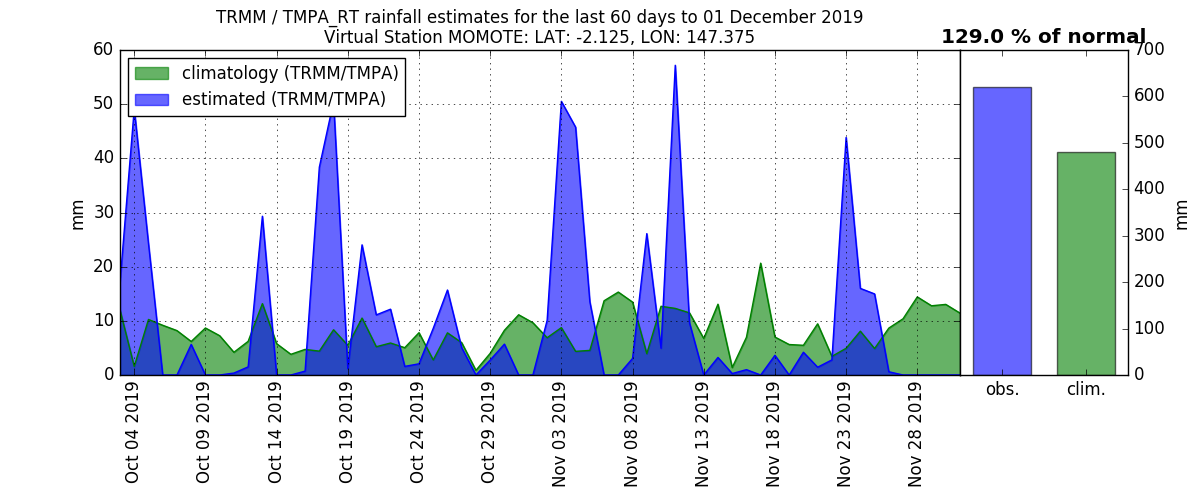 TRMM / TMPA_RT rainfall estimates for the last 60 days to 01 December 2019
Virtual Station MOMOTE: LAT: -2.125, LON: 147.375
129.0 % of normal
climatology (TRMM/TMPA)
estimated (TRMM/TMPA)
60
50
40
30
20
10
0
mm
Oct 04 2019
Oct 09 2019
Oct 14 2019
Oct 19 2019
Oct 24 2019
Oct 29 2019
Nov 03 2019
Nov 08 2019
Nov 13 2019
Nov 18 2019
Nov 23 2019
Nov 28 2019
obs.
clim.
700
600
500
400
300
200
100
0
mm